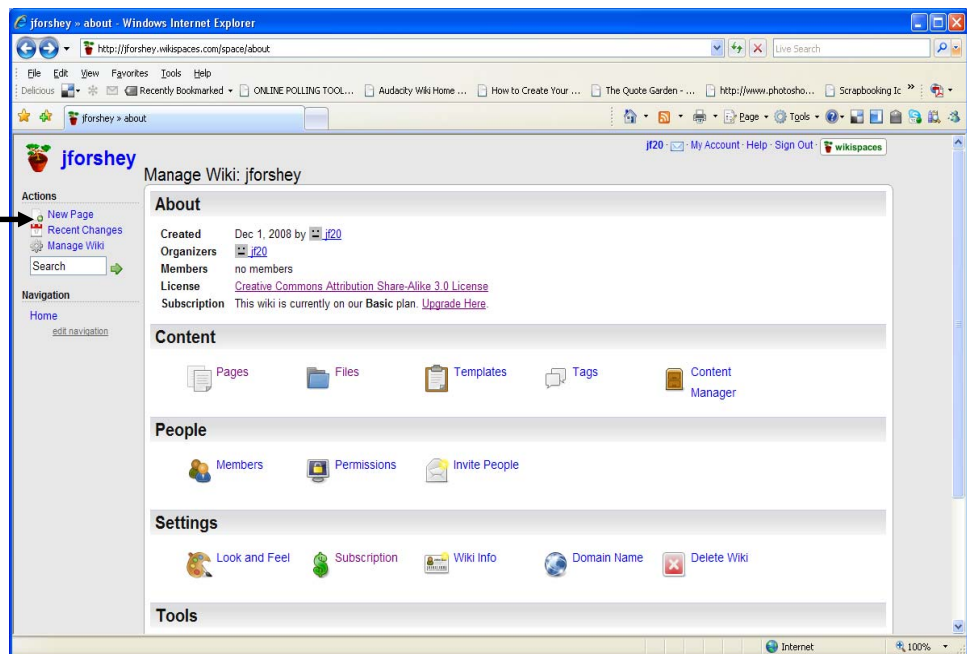 jforshey » about - Windows Internet Explorer
http://jforshey.wikispaces.com/space/about
Live Search
File Edit View Favorites Tools Help
Delicious Recently Bookmarked ONLINE POLLING TOOL... Audacity Wiki Home ... How to Create Your ... The Quote Garden - ... http://www.photosho... Scrapbooking Ic »
jforshey » about
Page Tools
jf20 · My Account · Help · Sign Out · wikispaces
jforshey
Manage Wiki: jforshey
Actions
New Page
Recent Changes
Manage Wiki
Search
Navigation
Home
edit navigation
About
Created Dec 1, 2008 by jf20
Organizers jf20
Members no members
License Creative Commons Attribution Share-Alike 3.0 License
Subscription This wiki is currently on our Basic plan. Upgrade Here.
Content
Pages Files Templates Tags Content Manager
People
Members Permissions Invite People
Settings
Look and Feel Subscription Wiki Info Domain Name Delete Wiki
Tools
Internet 100%